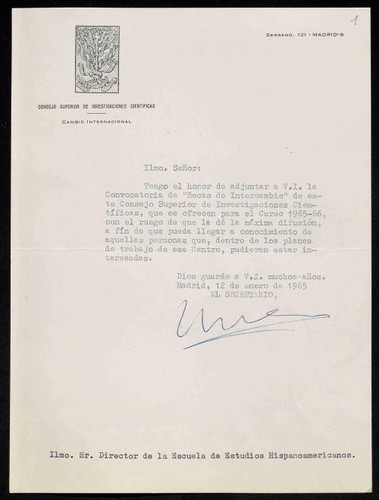 1
SERRANO, 121 - MADRID-6
CONSEJO SUPERIOR DE INVESTIGACIONES CIENTIFICAS
CAMBIO INTERNACIONAL
Ilmo. Señor:
Tengo el honor de adjuntar a V.I. la
Convocatoria de "Becas de Intercambio" de es-
te Consejo Superior de Investigaciones Cien-
tíficas, que se ofrecen para el Curso 1965-66,
con el ruego de que la dé la máxima difusión,
a fin de que pueda llegar a conocimiento de
aquellas personas que, dentro de los planes
de trabajo de ese Centro, pudieran estar in-
teresadas.
Dios guarde a V.I. muchos-años.
Madrid, 12 de enero de 1965
EL SECRETARIO,
Ilmo. Sr. Director de la Escuela de Estudios Hispanoamericanos.